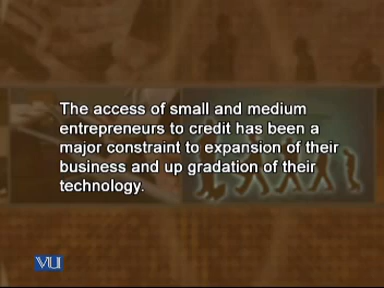 The access of small and medium
entrepreneurs to credit has been a
major constraint to expansion of their
business and up gradation of their
technology.
VU